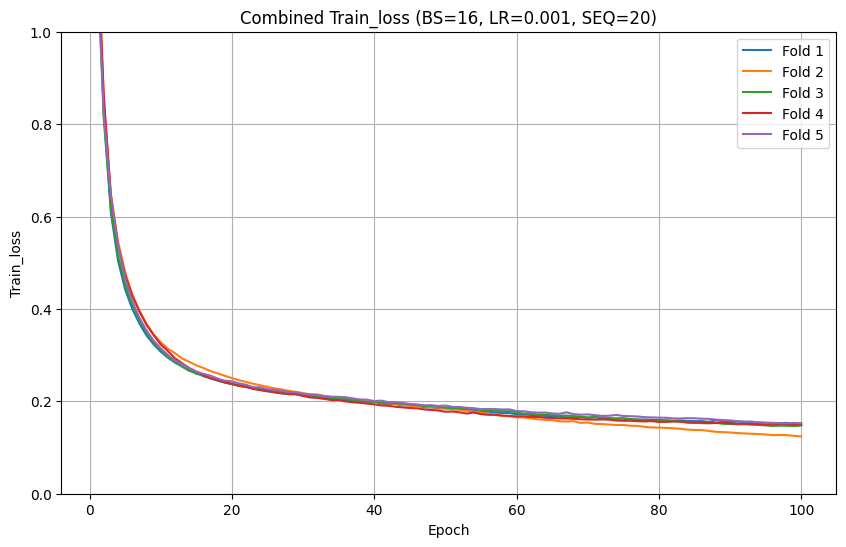 Combined Train_loss (BS=16, LR=0.001, SEQ=20)
1.0
0.8
0.6
0.4
0.2
0.0
Train_loss
Fold 1
Fold 2
Fold 3
Fold 4
Fold 5
0 20 40 60 80 100
Epoch